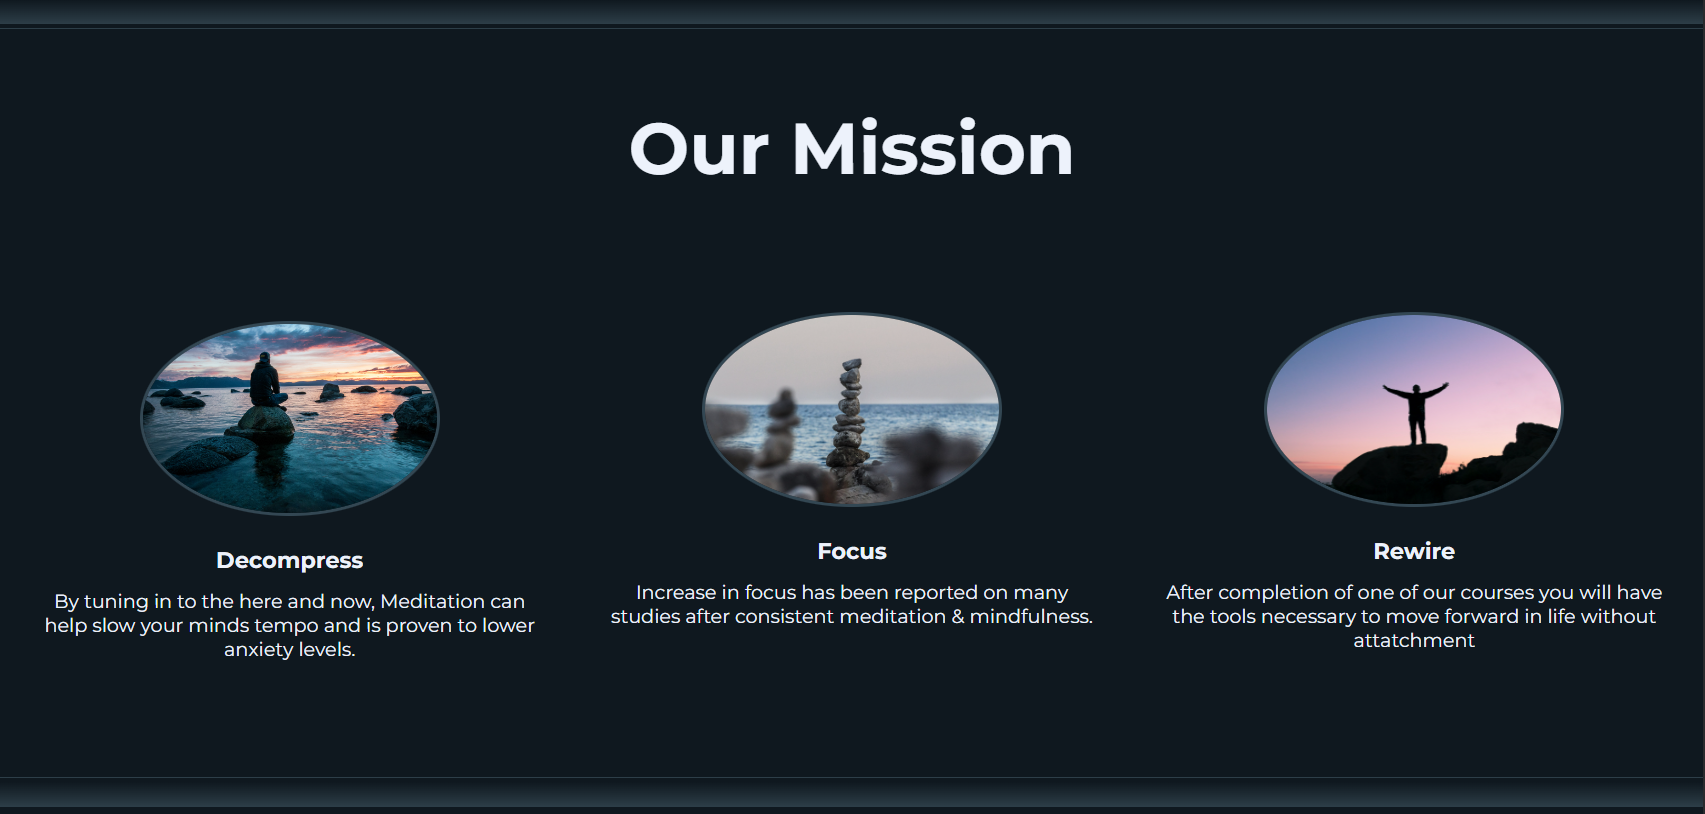 Our Mission
Decompress
By tuning in to the here and now, Meditation can
help slow your minds tempo and is proven to lower
anxiety levels.
Focus
Increase in focus has been reported on many
studies after consistent meditation & mindfulness.
Rewire
After completion of one of our courses you will have
the tools necessary to move forward in life without
attatchment